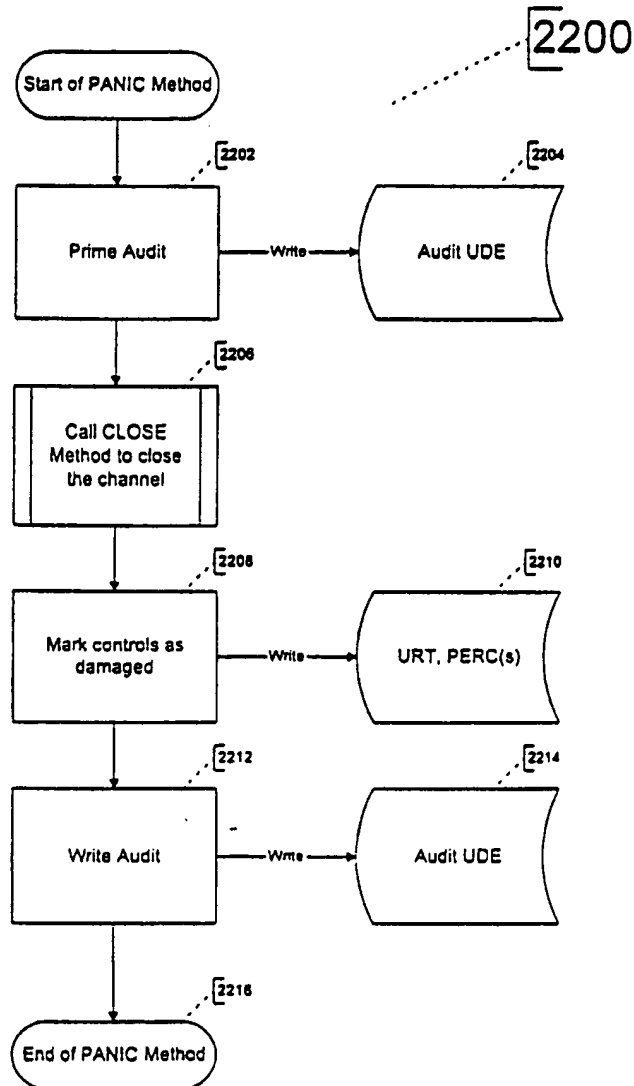 2200
Start of PANIC Method
2202
2204
Prime Audit
Write
Audit UDE
2206
Call CLOSE
Method to close
the channel
2208
2210
Mark controls as
damaged
Write
URT, PERC(s)
2212
2214
Write Audit
Write
Audit UDE
2216
End of PANIC Method